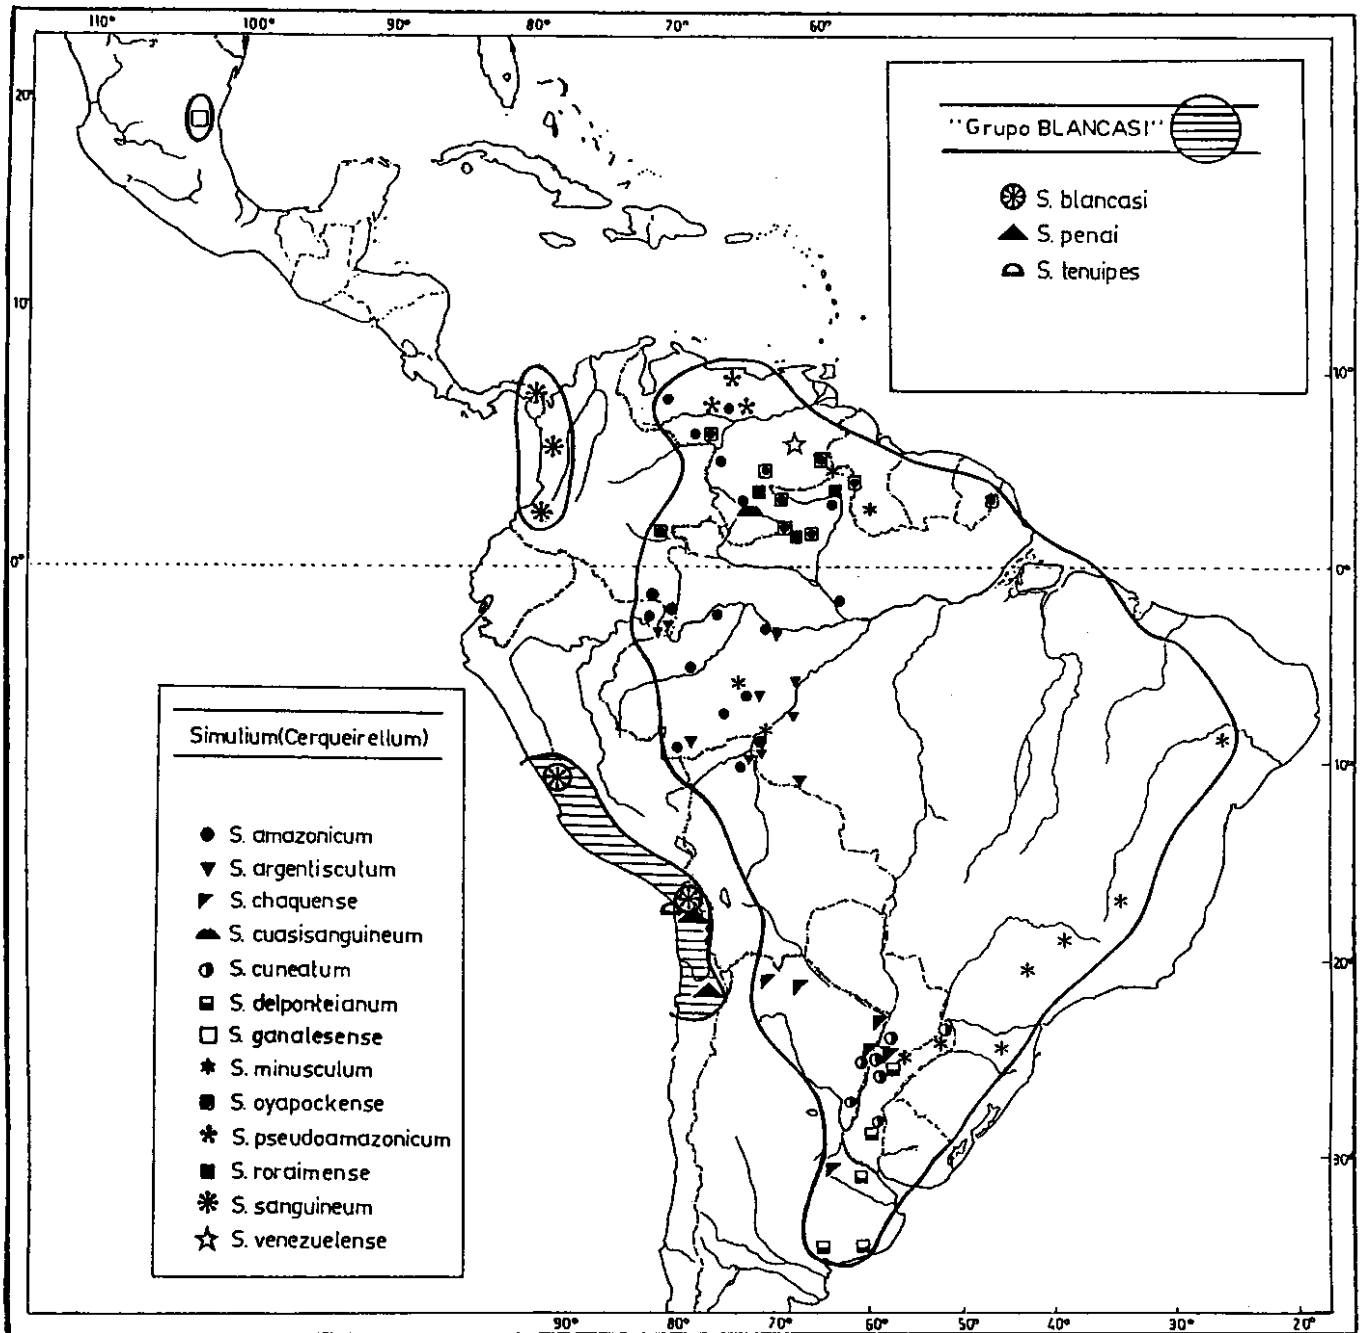 110° 100° 90° 80° 70° 60°
20°
10°
0°
10°
0°
10°
20°
30°
90° 80° 70° 60° 50° 40° 30° 20°
"Grupo BLANCASI"
S. blancasi
S. penai
S. tenuipes
Simulium(Cerqueirellum)
S. amazonicum
S. argentiscutum
S. chaquense
S. cuasisanguineum
S. cuneatum
S. delponteianum
S. ganalesense
S. minusculum
S. oyapockense
S. pseudoamazonicum
S. roraimense
S. sanguineum
S. venezuelense